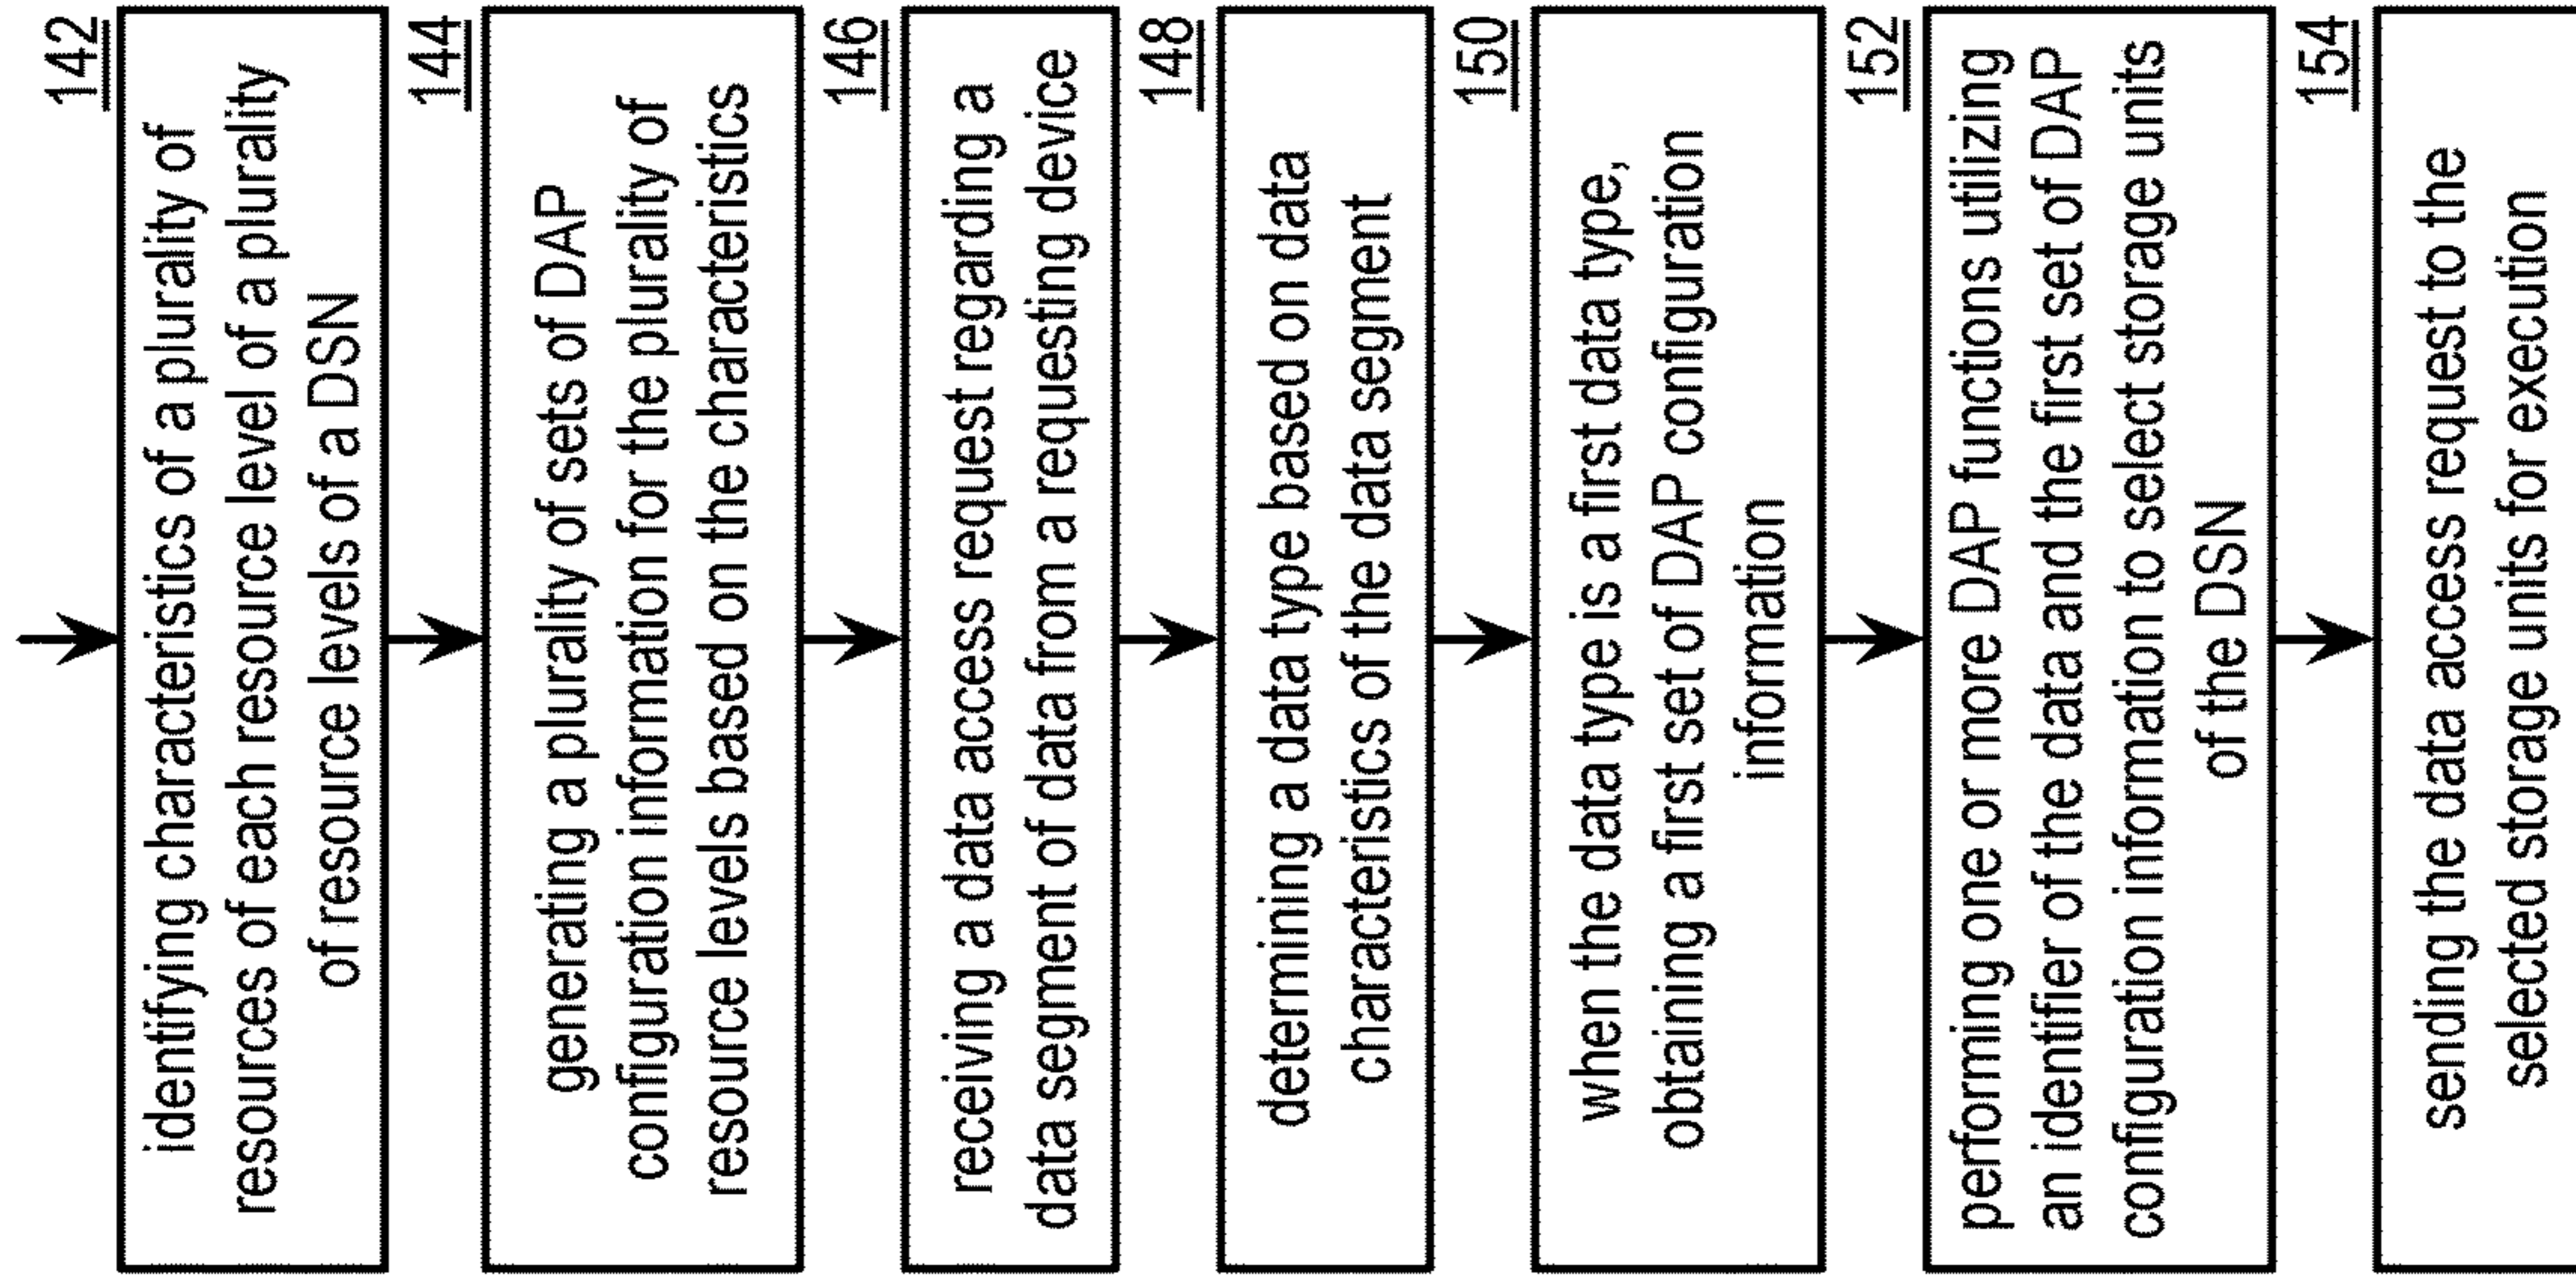 142
identifying characteristics of a plurality of
resources of each resource level of a plurality
of resource levels of a DSN
144
generating a plurality of sets of DAP
configuration information for the plurality of
resource levels based on the characteristics
146
receiving a data access request regarding a
data segment of data from a requesting device
148
determining a data type based on data
characteristics of the data segment
150
when the data type is a first data type,
obtaining a first set of DAP configuration
information
152
performing one or more DAP functions utilizing
an identifier of the data and the first set of DAP
configuration information to select storage units
of the DSN
154
sending the data access request to the
selected storage units for execution